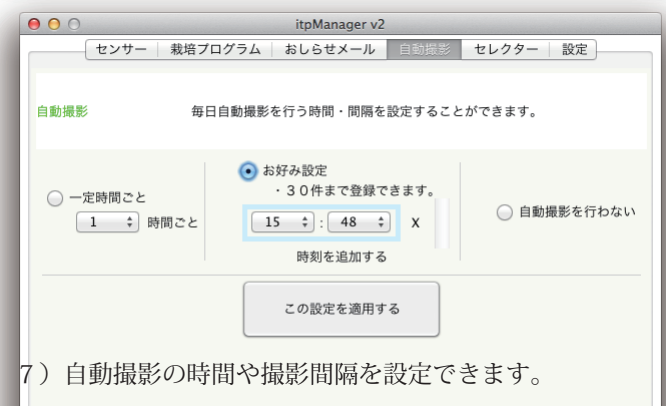 itpManager v2
センサー 栽培プログラム おしらせメール 自動撮影 セレクター 設定
自動撮影 毎日自動撮影を行う時間・間隔を設定することができます。
お好み設定
・３０件まで登録できます。
一定時間ごと
1 時間ごと
15 : 48 X
時刻を追加する
自動撮影を行わない
この設定を適用する
７）自動撮影の時間や撮影間隔を設定できます。